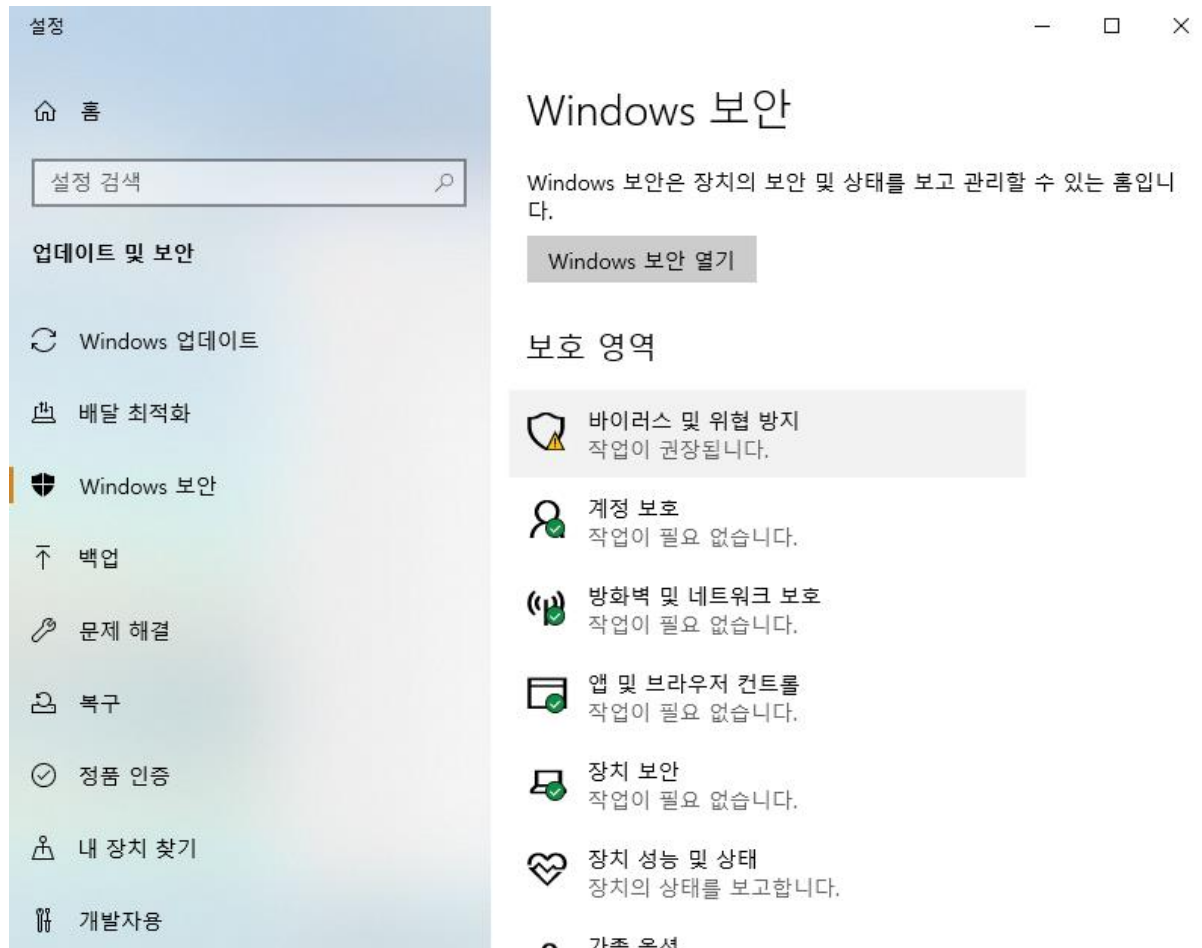 설정
홈
설정 검색
업데이트 및 보안
Windows 업데이트
배달 최적화
Windows 보안
백업
문제 해결
복구
정품 인증
내 장치 찾기
개발자용
Windows 보안
Windows 보안은 장치의 보안 및 상태를 보고 관리할 수 있는 홈입니
다.
Windows 보안 열기
보호 영역
바이러스 및 위협 방지
작업이 권장됩니다.
계정 보호
작업이 필요 없습니다.
방화벽 및 네트워크 보호
작업이 필요 없습니다.
앱 및 브라우저 컨트롤
작업이 필요 없습니다.
장치 보안
작업이 필요 없습니다.
장치 성능 및 상태
장치의 상태를 보고합니다.
가족 옵션